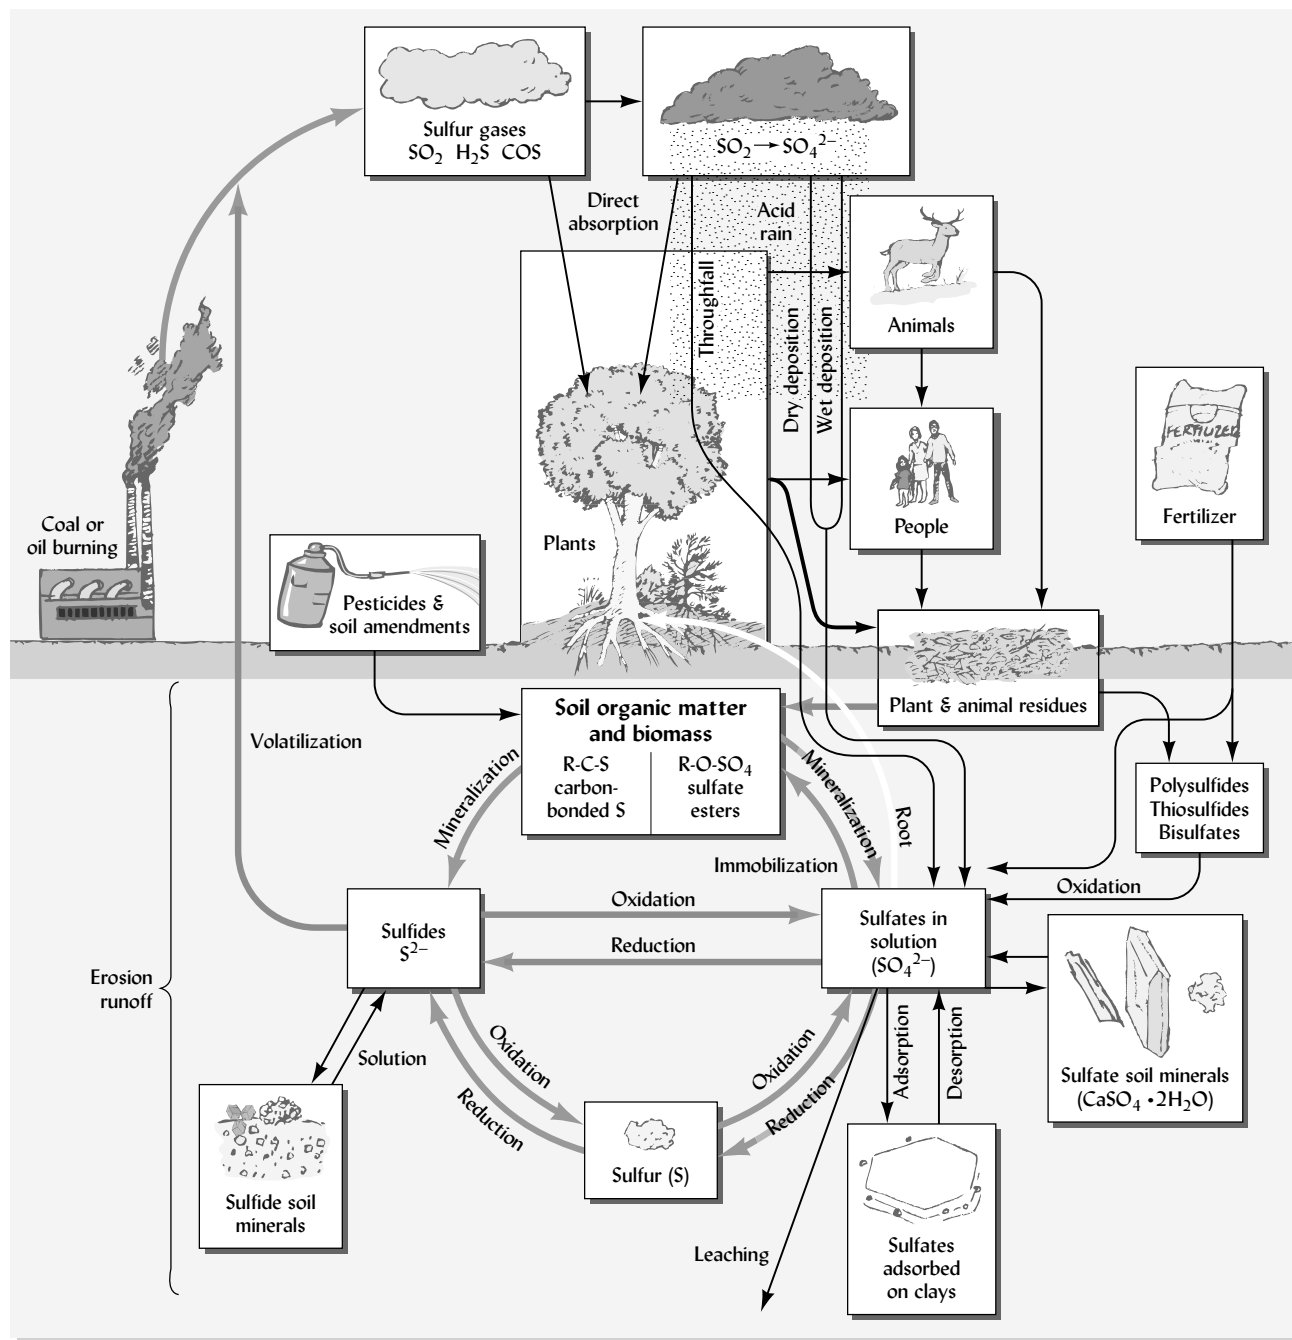 Sulfur gases
SO₂ H₂S COS
SO₂→SO₄²⁻
Direct
absorption
Acid
rain
Throughfall
Dry deposition
Wet deposition
Animals
People
FERTILIZER
Fertilizer
Coal or
oil burning
Plants
Pesticides &
soil amendments
Plant & animal residues
Soil organic matter
and biomass
R-C-S
carbon-
bonded S
R-O-SO₄
sulfate
esters
Volatilization
Mineralization
Mineralization
Immobilization
Root
Polysulfides
Thiosulfides
Bisulfates
Oxidation
Oxidation
Reduction
Sulfides
S²⁻
Sulfates in
solution
(SO₄²⁻)
Erosion
runoff
Solution
Oxidation
Reduction
Oxidation
Reduction
Adsorption
Desorption
Sulfate soil minerals
(CaSO₄ •2H₂O)
Sulfur (S)
Sulfide soil
minerals
Leaching
Sulfates
adsorbed
on clays